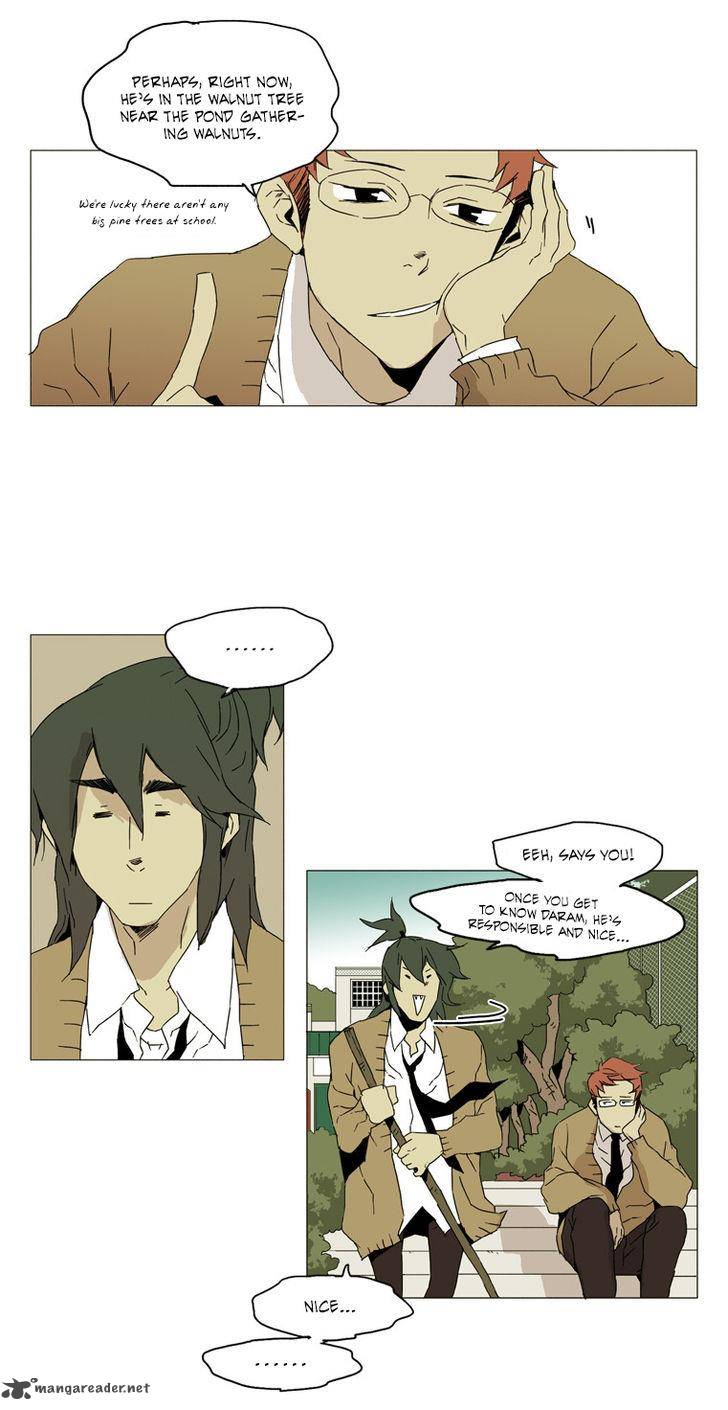 PERHAPS, RIGHT NOW,
HE'S IN THE WALNUT TREE
NEAR THE POND GATHER-
ING WALNUTS.
We're lucky there aren't any
big pine trees at school.
......
EEH, SAYS YOU!
ONCE YOU GET
TO KNOW DARAM, HE'S
RESPONSIBLE AND NICE...
NICE...
......
mangareader.net